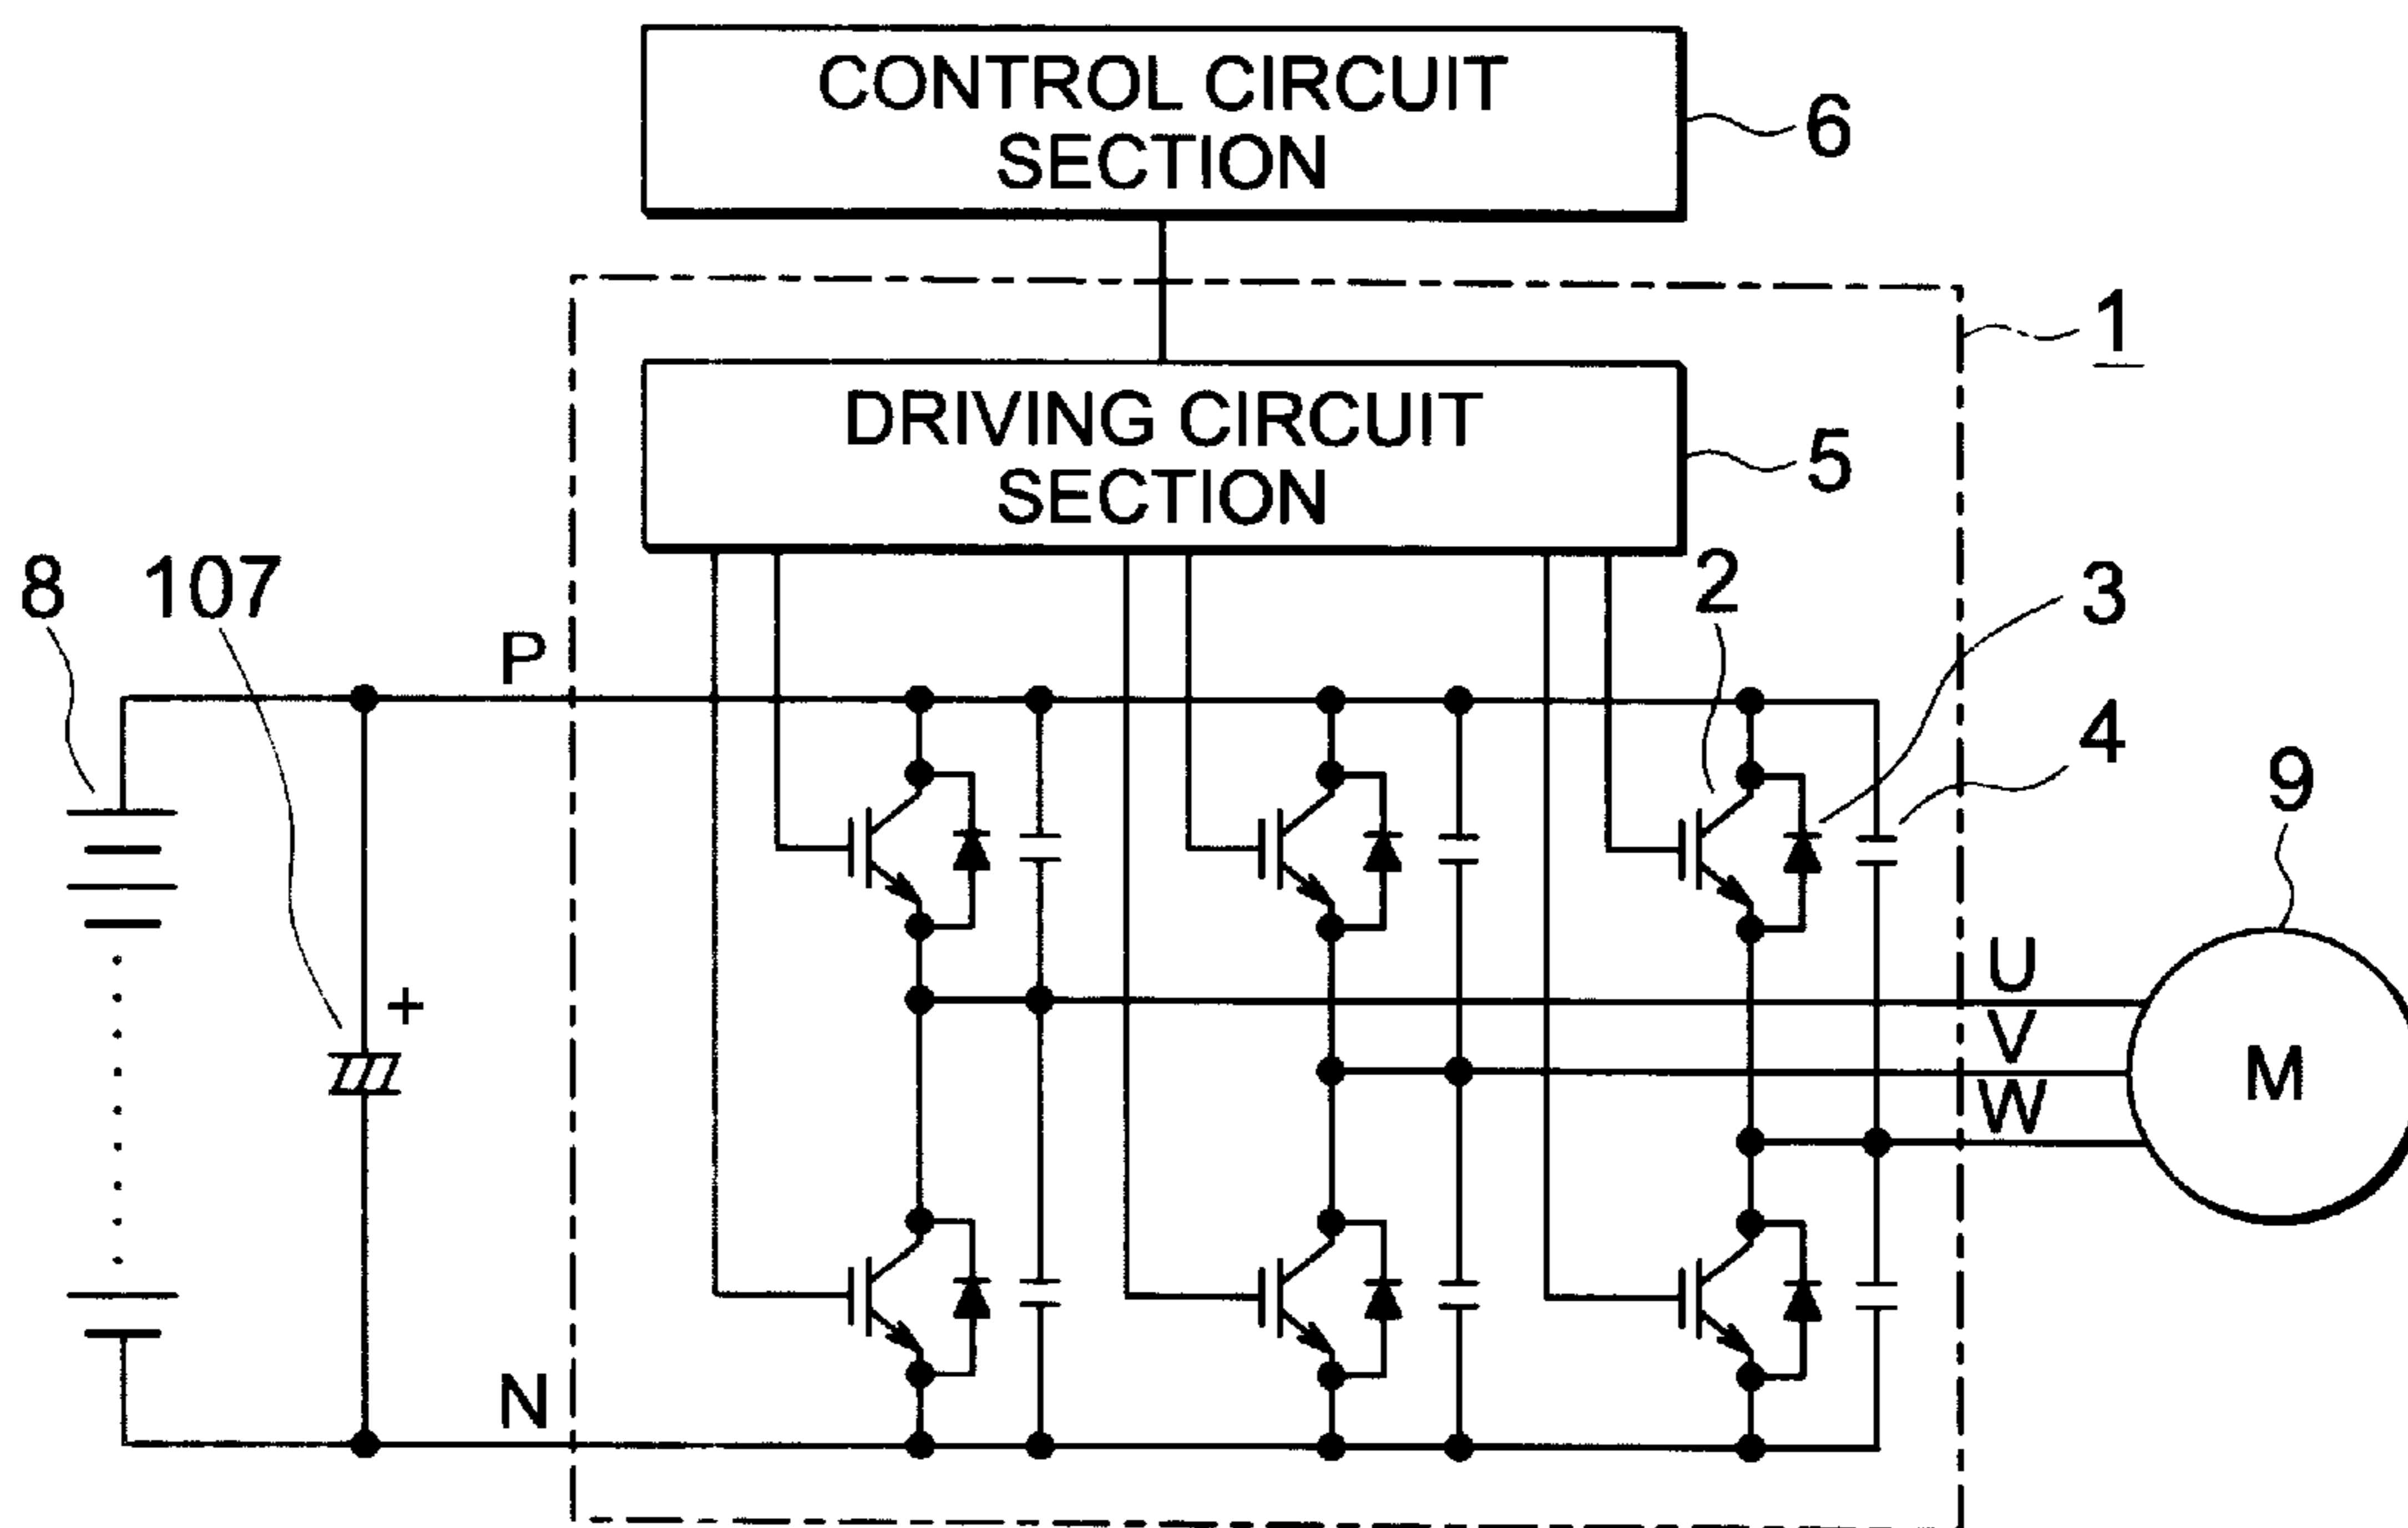 CONTROL CIRCUIT
SECTION
6
1
DRIVING CIRCUIT
SECTION
5
8
107
P
2
3
4
9
+
U
V
W
M
N